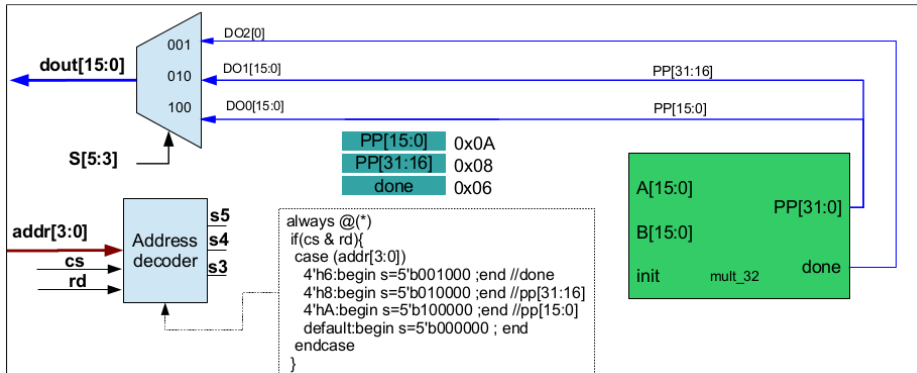 DO2[0]
001
dout[15:0]
010
DO1[15:0]
PP[31:16]
100
DO0[15:0]
PP[15:0]
S[5:3]
PP[15:0] 0x0A
PP[31:16] 0x08
done 0x06
A[15:0]
PP[31:0]
B[15:0]
init
mult_32
done
addr[3:0]
cs
rd
Address
decoder
s5
s4
s3
always @(*)
if(cs & rd){
case (addr[3:0])
4'h6:begin s=5'b001000 ;end //done
4'h8:begin s=5'b010000 ;end //pp[31:16]
4'hA:begin s=5'b100000 ;end //pp[15:0]
default:begin s=5'b000000 ; end
endcase
}